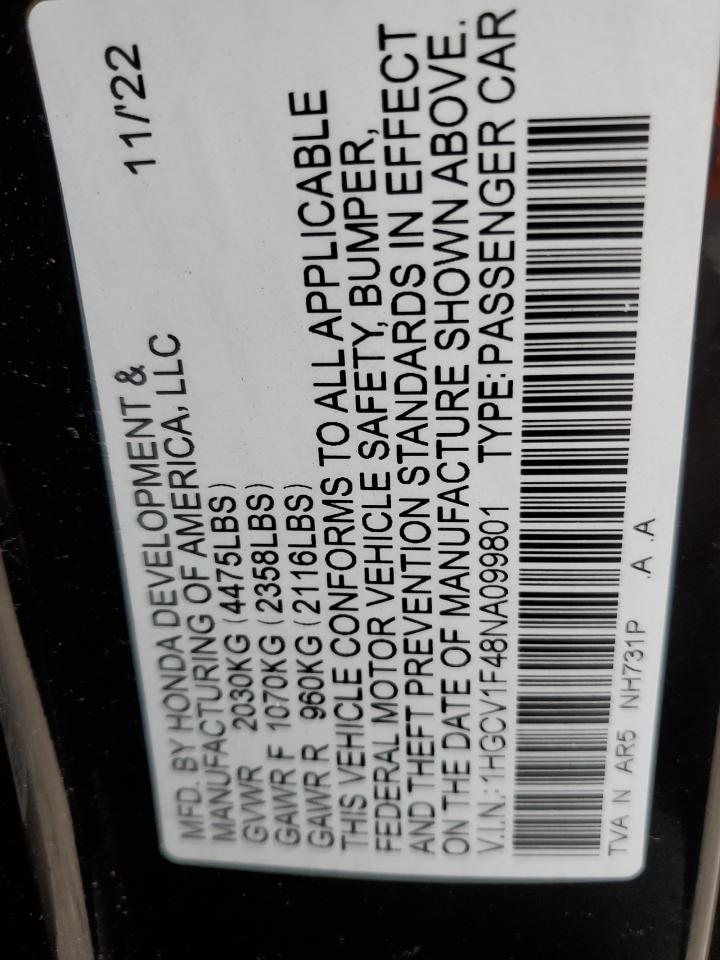 MFD. BY HONDA DEVELOPMENT &
MANUFACTURING OF AMERICA, LLC 11/'22
GVWR 2030KG (4475LBS)
GAWR F 1070KG (2358LBS)
GAWR R 960KG (2116LBS)
THIS VEHICLE CONFORMS TO ALL APPLICABLE
FEDERAL MOTOR VEHICLE SAFETY, BUMPER,
AND THEFT PREVENTION STANDARDS IN EFFECT
ON THE DATE OF MANUFACTURE SHOWN ABOVE.
V.I.N.: 1HGCV1F48NA099801 TYPE: PASSENGER CAR
TVA N AR5 NH731P .A .A